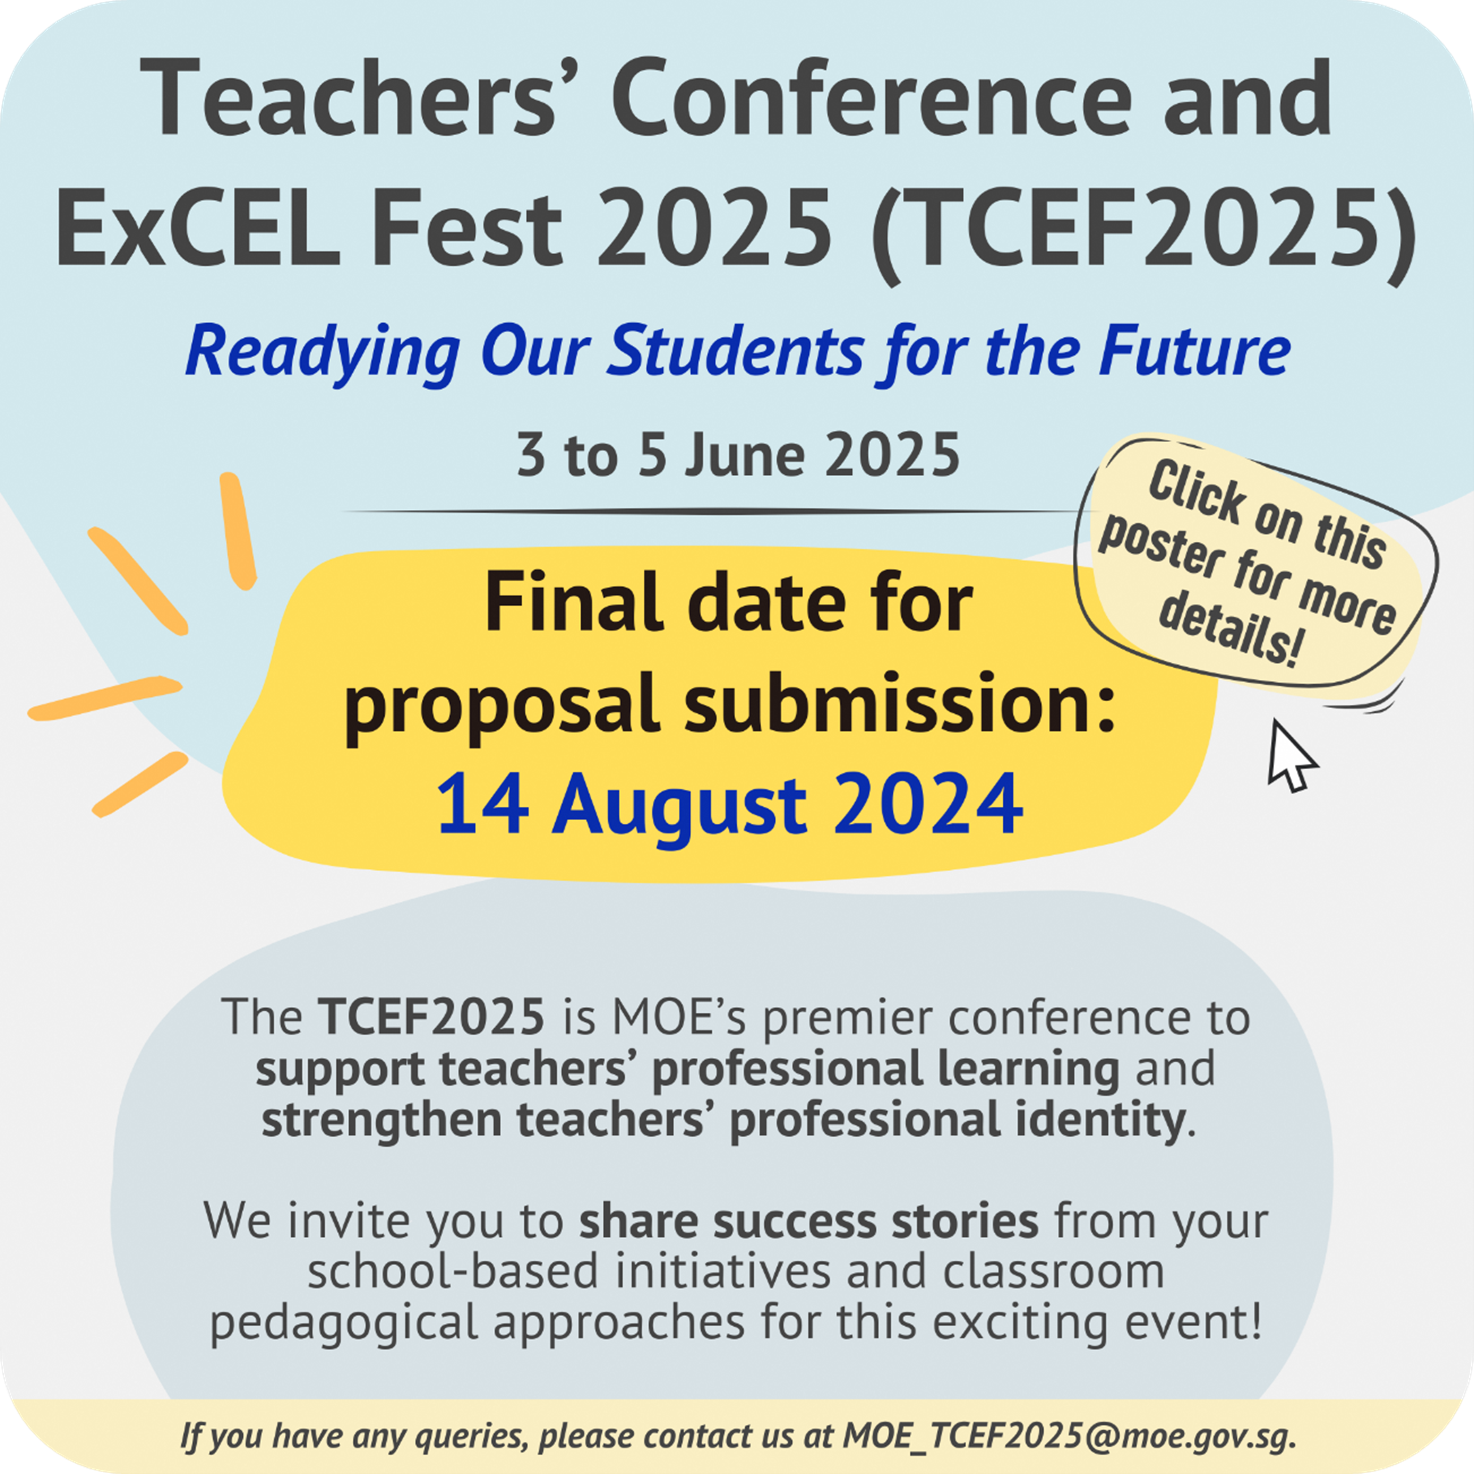 Teachers’ Conference and
ExCEL Fest 2025 (TCEF2025)
Readying Our Students for the Future
3 to 5 June 2025
Click on this
poster for more
details!
Final date for
proposal submission:
14 August 2024
The TCEF2025 is MOE’s premier conference to
support teachers’ professional learning and
strengthen teachers’ professional identity.
We invite you to share success stories from your
school-based initiatives and classroom
pedagogical approaches for this exciting event!
If you have any queries, please contact us at MOE_TCEF2025@moe.gov.sg.